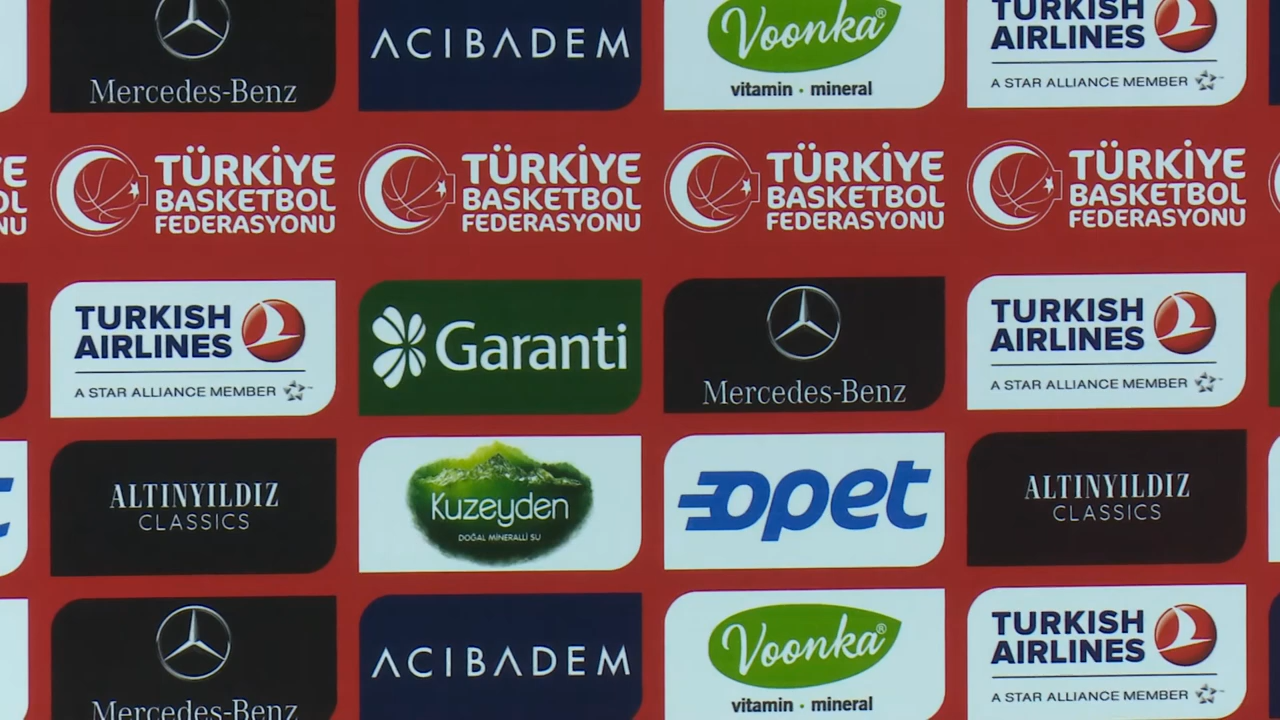 Mercedes-Benz
ACIBADEM
Voonka®
vitamin · mineral
TURKISH
AIRLINES
A STAR ALLIANCE MEMBER
TÜRKİYE
BASKETBOL
FEDERASYONU
TÜRKİYE
BASKETBOL
FEDERASYONU
TÜRKİYE
BASKETBOL
FEDERASYONU
TÜRKİYE
BASKETBOL
FEDERASYONU
TURKISH
AIRLINES
A STAR ALLIANCE MEMBER
Garanti
Mercedes-Benz
TURKISH
AIRLINES
A STAR ALLIANCE MEMBER
ALTINYILDIZ
CLASSICS
Kuzeyden
DOĞAL MİNERALLİ SU
opet
ALTINYILDIZ
CLASSICS
Mercedes-Benz
ACIBADEM
Voonka®
vitamin · mineral
TURKISH
AIRLINES
A STAR ALLIANCE MEMBER